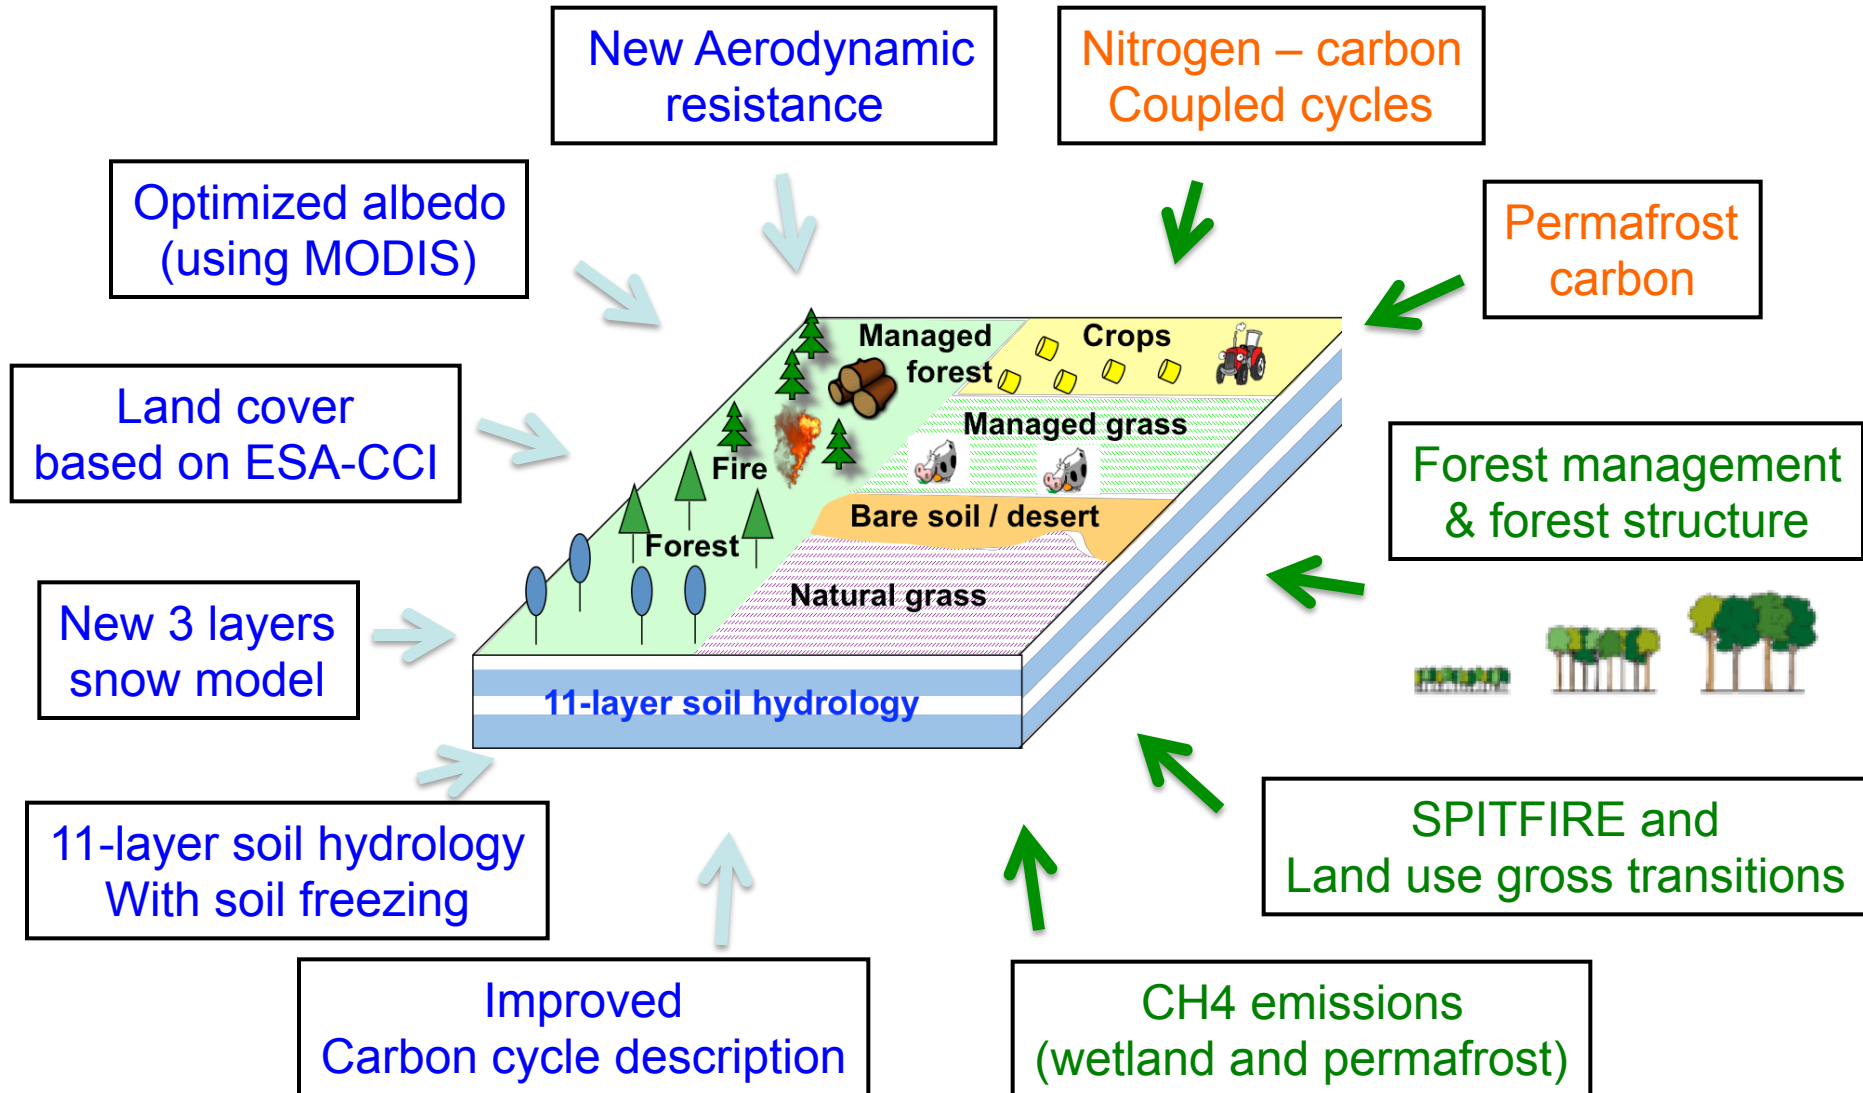 New Aerodynamic
resistance
Nitrogen – carbon
Coupled cycles
Optimized albedo
(using MODIS)
Permafrost
carbon
Land cover
based on ESA-CCI
Managed
forest
Crops
Managed grass
Fire
Bare soil / desert
Forest
Natural grass
11-layer soil hydrology
Forest management
& forest structure
New 3 layers
snow model
11-layer soil hydrology
With soil freezing
SPITFIRE and
Land use gross transitions
Improved
Carbon cycle description
CH4 emissions
(wetland and permafrost)